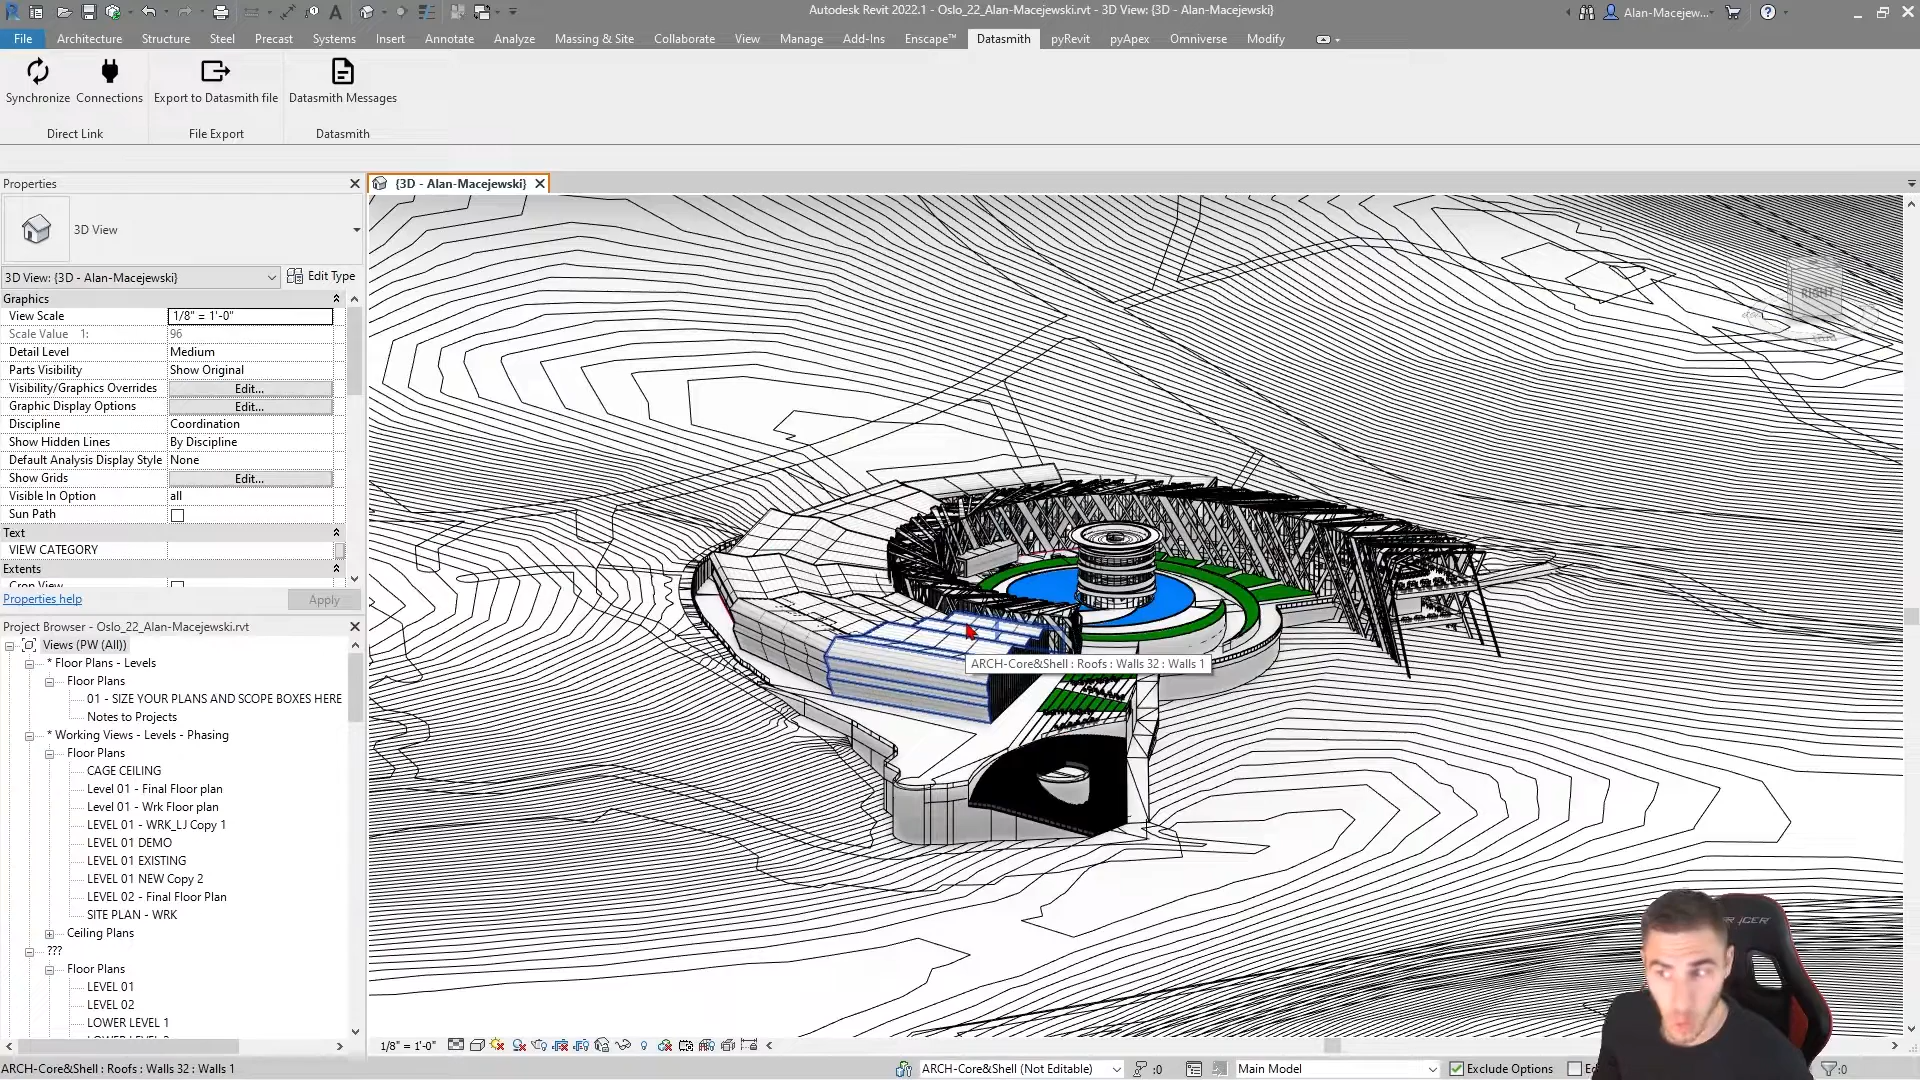 Autodesk Revit 2022.1 - Oslo_22_Alan-Macejewski.rvt - 3D View: {3D - Alan-Macejewski}
Alan-Macejew...
File Architecture Structure Steel Precast Systems Insert Annotate Analyze Massing & Site Collaborate View Manage Add-Ins Enscape™ Datasmith pyRevit pyApex Omniverse Modify
Synchronize Connections Export to Datasmith file Datasmith Messages
Direct Link File Export Datasmith
Properties
{3D - Alan-Macejewski}
3D View
3D View: {3D - Alan-Macejewski} Edit Type
Graphics
View Scale 1/8" = 1'-0"
Scale Value 1: 96
Detail Level Medium
Parts Visibility Show Original
Visibility/Graphics Overrides Edit...
Graphic Display Options Edit...
Discipline Coordination
Show Hidden Lines By Discipline
Default Analysis Display Style None
Show Grids Edit...
Visible In Option all
Sun Path
Text
VIEW CATEGORY
Extents
Crop View
Properties help Apply
Project Browser - Oslo_22_Alan-Macejewski.rvt
Views (PW (All))
* Floor Plans - Levels
Floor Plans
01 - SIZE YOUR PLANS AND SCOPE BOXES HERE
Notes to Projects
* Working Views - Levels - Phasing
Floor Plans
CAGE CEILING
Level 01 - Final Floor plan
Level 01 - Wrk Floor plan
LEVEL 01 - WRK_LJ Copy 1
LEVEL 01 DEMO
LEVEL 01 EXISTING
LEVEL 01 NEW Copy 2
LEVEL 02 - Final Floor Plan
SITE PLAN - WRK
Ceiling Plans
???
Floor Plans
LEVEL 01
LEVEL 02
LOWER LEVEL 1
RIGHT
ARCH-Core&Shell : Roofs : Walls 32 : Walls 1
1/8" = 1'-0"
ARCH-Core&Shell : Roofs : Walls 32 : Walls 1
ARCH-Core&Shell (Not Editable) :0 Main Model Exclude Options :0